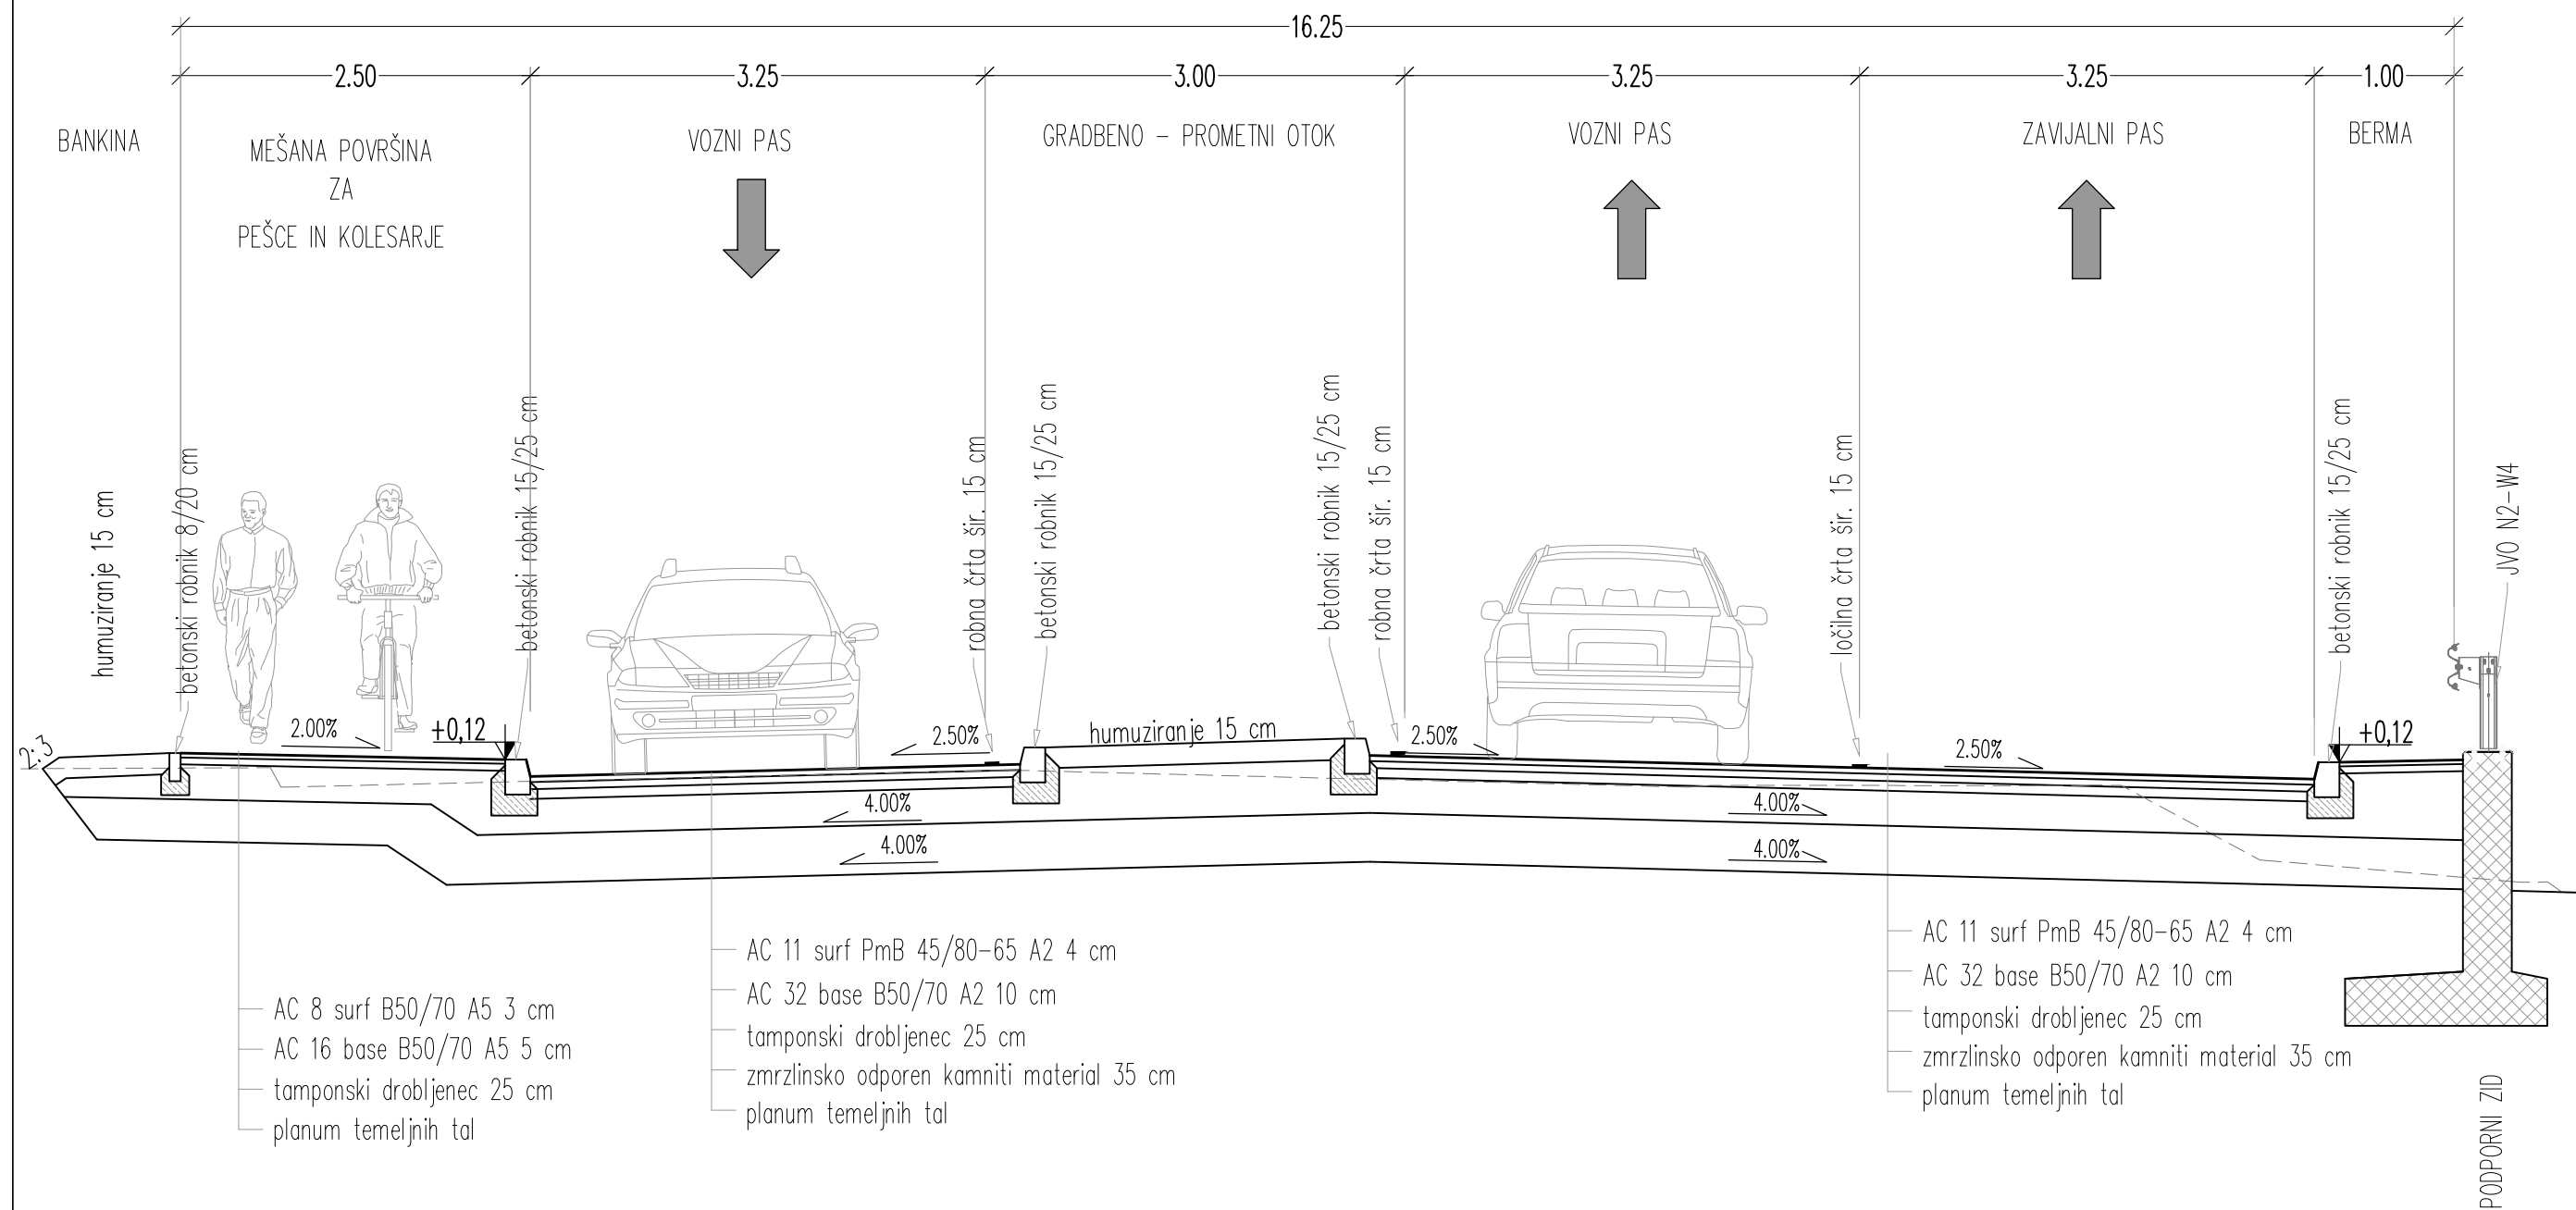 16.25
2.50
3.25
3.00
3.25
3.25
1.00
BANKINA
MEŠANA POVRŠINA
ZA
PEŠCE IN KOLESARJE
VOZNI PAS
GRADBENO - PROMETNI OTOK
VOZNI PAS
ZAVIJALNI PAS
BERMA
humuziranje 15 cm
betonski robnik 8/20 cm
betonski robnik 15/25 cm
robna črta šir. 15 cm
betonski robnik 15/25 cm
betonski robnik 15/25 cm
robna črta šir. 15 cm
ločilna črta šir. 15 cm
betonski robnik 15/25 cm
JVO N2-W4
2:3
2.00%
+0,12
2.50%
humuziranje 15 cm
2.50%
2.50%
+0,12
4.00%
4.00%
4.00%
4.00%
AC 8 surf B50/70 A5 3 cm
AC 16 base B50/70 A5 5 cm
tamponski drobljenec 25 cm
planum temeljnih tal
AC 11 surf PmB 45/80-65 A2 4 cm
AC 32 base B50/70 A2 10 cm
tamponski drobljenec 25 cm
zmrzlinsko odporen kamniti material 35 cm
planum temeljnih tal
AC 11 surf PmB 45/80-65 A2 4 cm
AC 32 base B50/70 A2 10 cm
tamponski drobljenec 25 cm
zmrzlinsko odporen kamniti material 35 cm
planum temeljnih tal
PODPORNI ZID